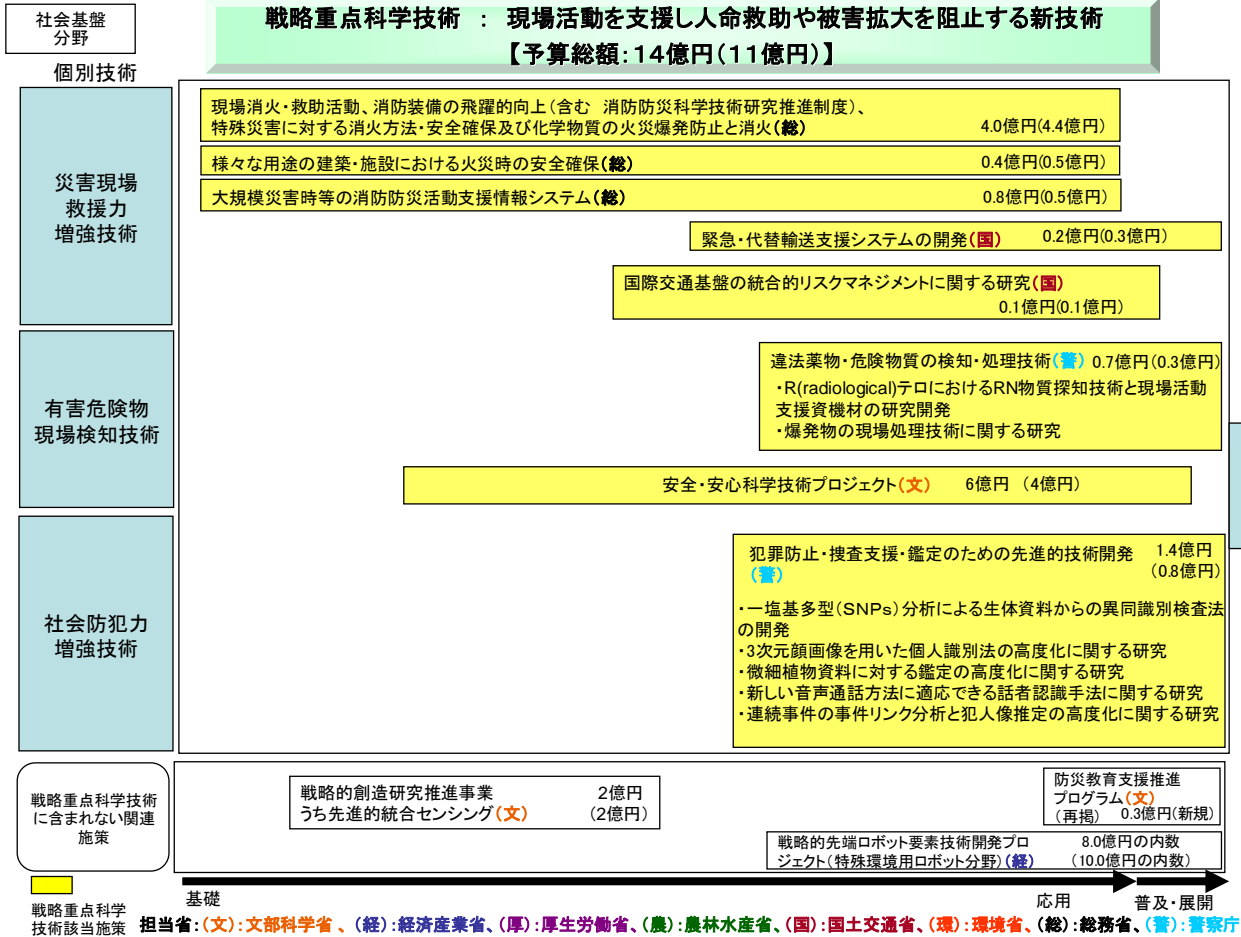 社会基盤
分野
戦略重点科学技術 ： 現場活動を支援し人命救助や被害拡大を阻止する新技術
【予算総額：14億円（11億円）】
個別技術
災害現場
救援力
増強技術
現場消火・救助活動、消防装備の飛躍的向上（含む 消防防災科学技術研究推進制度）、
特殊災害に対する消火方法・安全確保及び化学物質の火災爆発防止と消火(総) 4.0億円(4.4億円)
様々な用途の建築・施設における火災時の安全確保(総) 0.4億円(0.5億円)
大規模災害時等の消防防災活動支援情報システム(総) 0.8億円(0.5億円)
緊急・代替輸送支援システムの開発(国) 0.2億円(0.3億円)
国際交通基盤の統合的リスクマネジメントに関する研究(国)
0.1億円(0.1億円)
有害危険物
現場検知技術
違法薬物・危険物質の検知・処理技術(警) 0.7億円(0.3億円)
・R(radiological)テロにおけるRN物質探知技術と現場活動
支援資機材の研究開発
・爆発物の現場処理技術に関する研究
安全・安心科学技術プロジェクト(文) 6億円 （4億円）
社会防犯力
増強技術
犯罪防止・捜査支援・鑑定のための先進的技術開発 1.4億円
(警) (0.8億円)
・一塩基多型（SNPs）分析による生体資料からの異同識別検査法
の開発
・3次元顔画像を用いた個人識別法の高度化に関する研究
・微細植物資料に対する鑑定の高度化に関する研究
・新しい音声通話方法に適応できる話者認識手法に関する研究
・連続事件の事件リンク分析と犯人像推定の高度化に関する研究
戦略重点科学技術
に含まれない関連
施策
戦略的創造研究推進事業 2億円
うち先進的統合センシング(文) (2億円)
防災教育支援推進
プログラム(文)
(再掲) 0.3億円(新規)
戦略的先端ロボット要素技術開発プロ 8.0億円の内数
ジェクト（特殊環境用ロボット分野）(経) (10.0億円の内数)
基礎 応用 普及・展開
戦略重点科学
技術該当施策
担当省：(文)：文部科学省 、(経)：経済産業省、(厚)：厚生労働省、(農)：農林水産省、(国)：国土交通省、(環)：環境省、(総)：総務省、(警)：警察庁